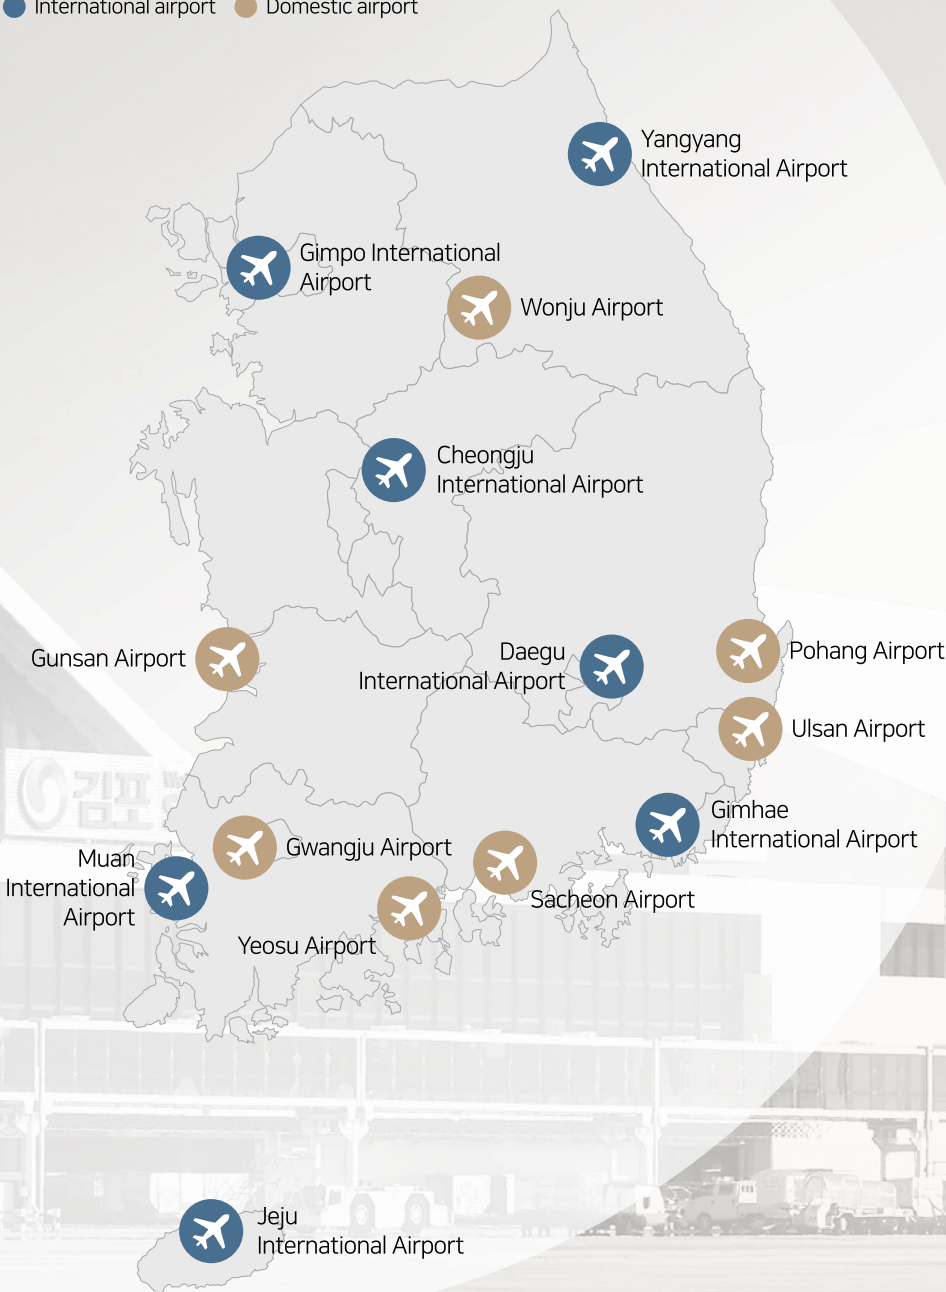 International airport
Domestic airport
Yangyang
International Airport
Gimpo International
Airport
Wonju Airport
Cheongju
International Airport
Gunsan Airport
Daegu
International Airport
Pohang Airport
Ulsan Airport
김포
Gimhae
International Airport
Gwangju Airport
Muan
International
Airport
Sacheon Airport
Yeosu Airport
Jeju
International Airport